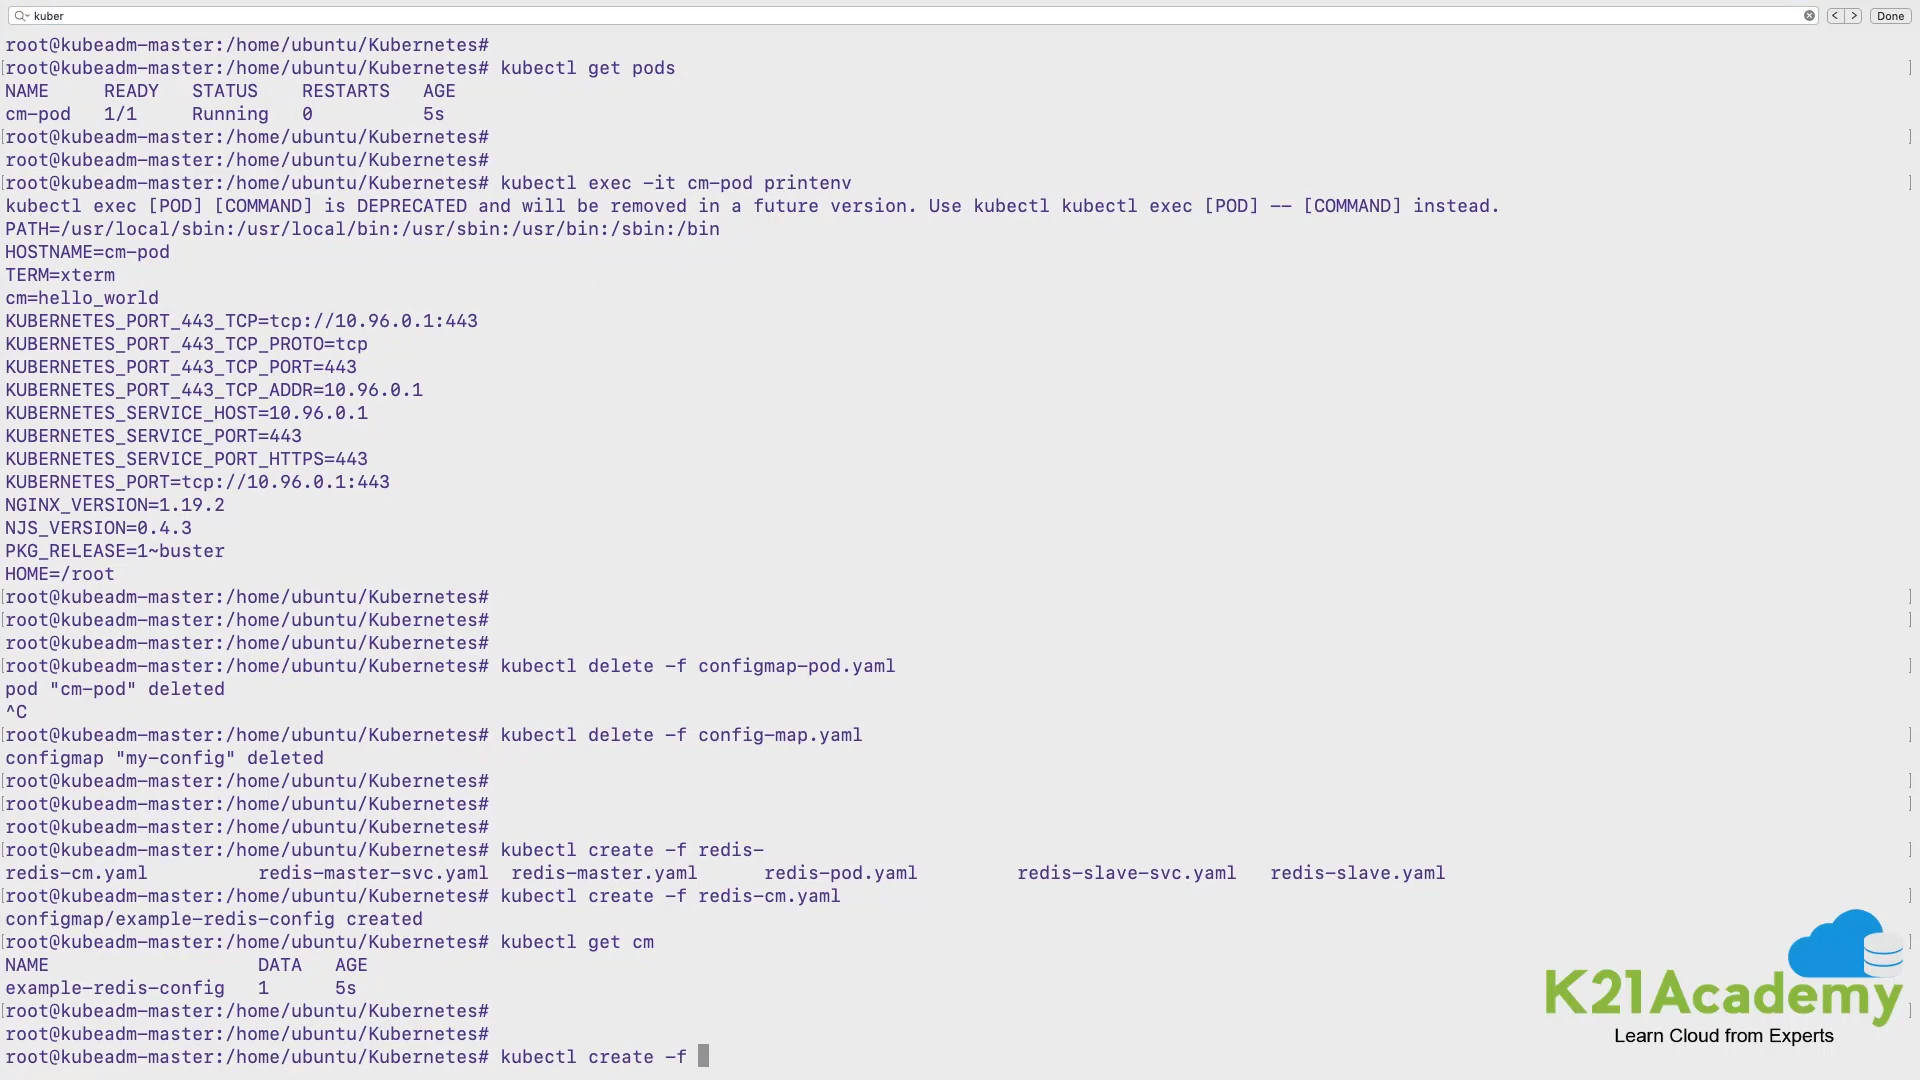 kuber
Done
root@kubeadm-master:/home/ubuntu/Kubernetes#
root@kubeadm-master:/home/ubuntu/Kubernetes# kubectl get pods
NAME READY STATUS RESTARTS AGE
cm-pod 1/1 Running 0 5s
root@kubeadm-master:/home/ubuntu/Kubernetes#
root@kubeadm-master:/home/ubuntu/Kubernetes#
root@kubeadm-master:/home/ubuntu/Kubernetes# kubectl exec -it cm-pod printenv
kubectl exec [POD] [COMMAND] is DEPRECATED and will be removed in a future version. Use kubectl kubectl exec [POD] -- [COMMAND] instead.
PATH=/usr/local/sbin:/usr/local/bin:/usr/sbin:/usr/bin:/sbin:/bin
HOSTNAME=cm-pod
TERM=xterm
cm=hello_world
KUBERNETES_PORT_443_TCP=tcp://10.96.0.1:443
KUBERNETES_PORT_443_TCP_PROTO=tcp
KUBERNETES_PORT_443_TCP_PORT=443
KUBERNETES_PORT_443_TCP_ADDR=10.96.0.1
KUBERNETES_SERVICE_HOST=10.96.0.1
KUBERNETES_SERVICE_PORT=443
KUBERNETES_SERVICE_PORT_HTTPS=443
KUBERNETES_PORT=tcp://10.96.0.1:443
NGINX_VERSION=1.19.2
NJS_VERSION=0.4.3
PKG_RELEASE=1~buster
HOME=/root
root@kubeadm-master:/home/ubuntu/Kubernetes#
root@kubeadm-master:/home/ubuntu/Kubernetes#
root@kubeadm-master:/home/ubuntu/Kubernetes#
root@kubeadm-master:/home/ubuntu/Kubernetes# kubectl delete -f configmap-pod.yaml
pod "cm-pod" deleted
^C
root@kubeadm-master:/home/ubuntu/Kubernetes# kubectl delete -f config-map.yaml
configmap "my-config" deleted
root@kubeadm-master:/home/ubuntu/Kubernetes#
root@kubeadm-master:/home/ubuntu/Kubernetes#
root@kubeadm-master:/home/ubuntu/Kubernetes#
root@kubeadm-master:/home/ubuntu/Kubernetes# kubectl create -f redis-
redis-cm.yaml redis-master-svc.yaml redis-master.yaml redis-pod.yaml redis-slave-svc.yaml redis-slave.yaml
root@kubeadm-master:/home/ubuntu/Kubernetes# kubectl create -f redis-cm.yaml
configmap/example-redis-config created
root@kubeadm-master:/home/ubuntu/Kubernetes# kubectl get cm
NAME DATA AGE
example-redis-config 1 5s
root@kubeadm-master:/home/ubuntu/Kubernetes#
root@kubeadm-master:/home/ubuntu/Kubernetes#
root@kubeadm-master:/home/ubuntu/Kubernetes# kubectl create -f
K21Academy
Learn Cloud from Experts